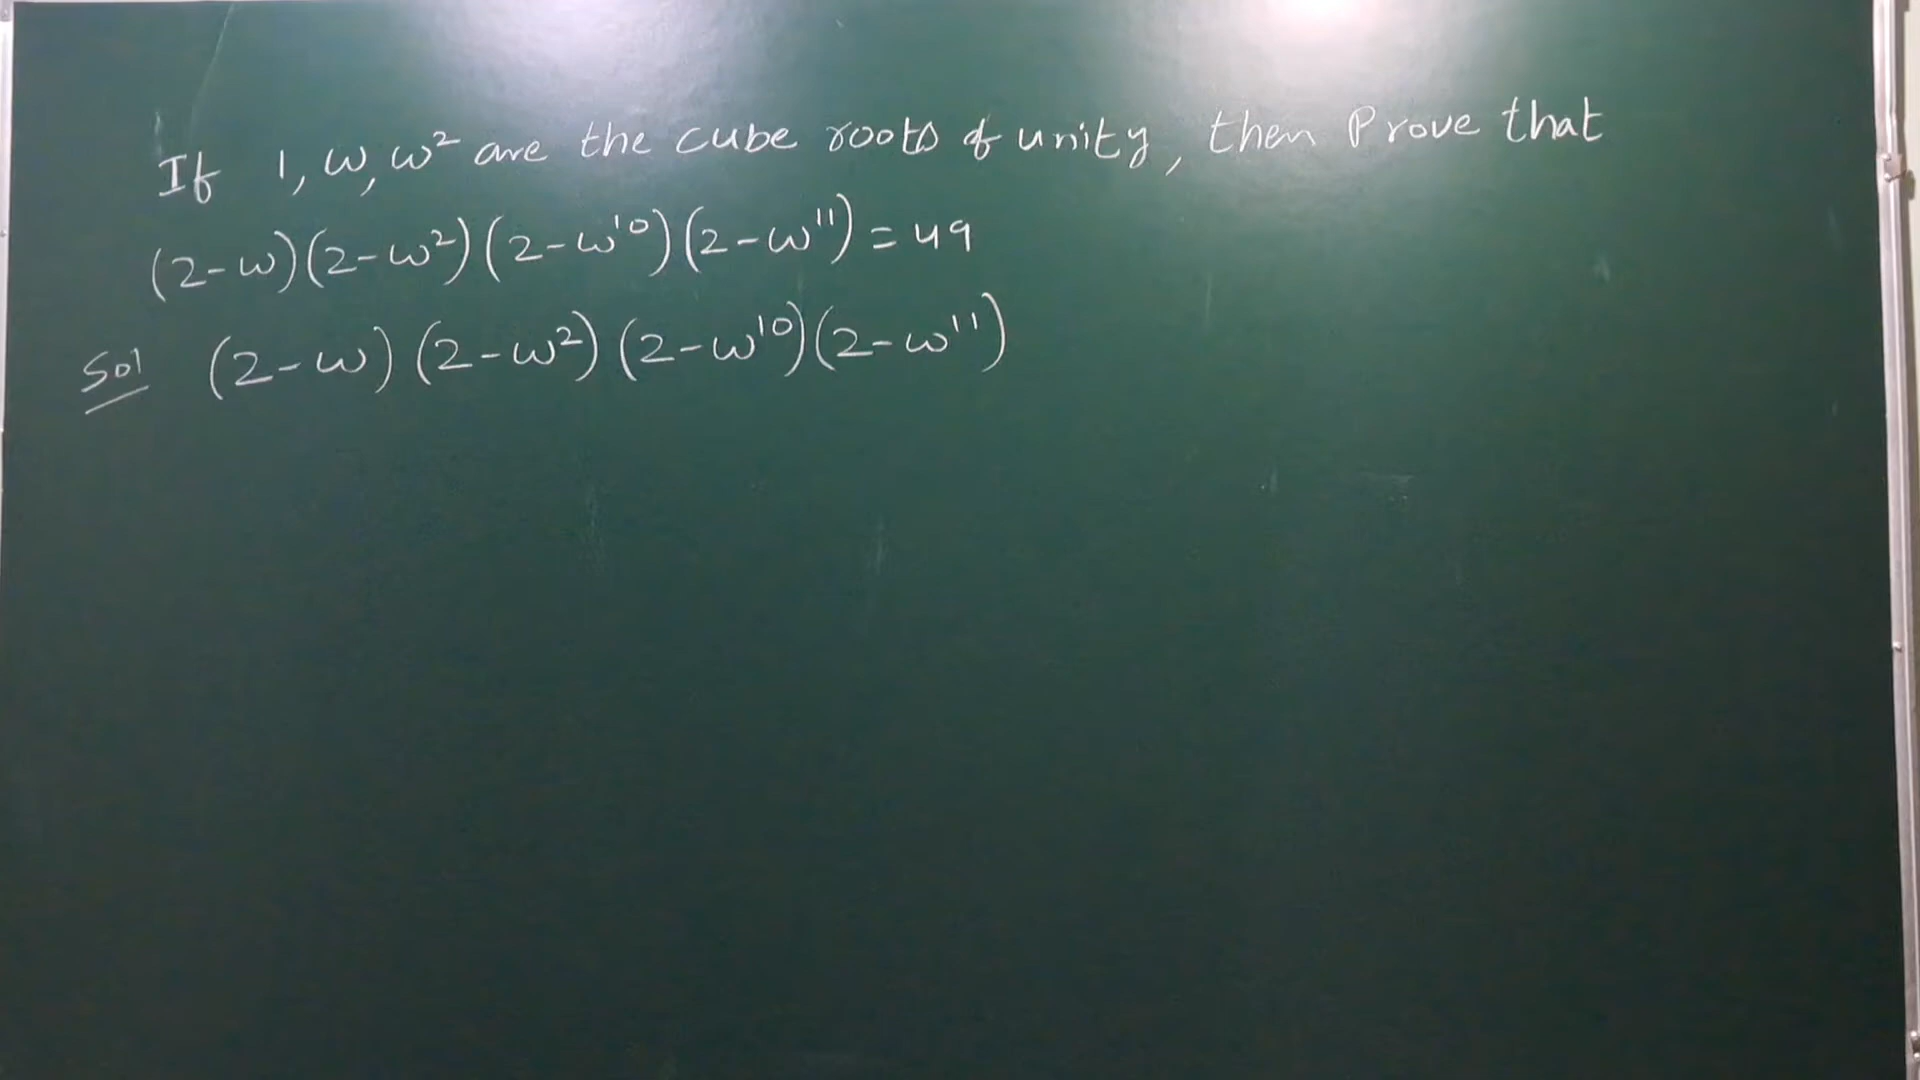 If 1, ω, ω² are the cube roots of unity, then Prove that
(2-ω)(2-ω²)(2-ω¹⁰)(2-ω¹¹) = 49
Sol (2-ω)(2-ω²)(2-ω¹⁰)(2-ω¹¹)